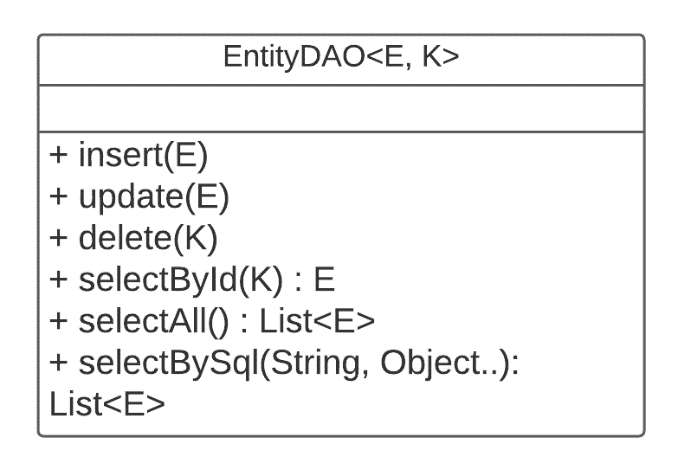 EntityDAO<E, K>
+ insert(E)
+ update(E)
+ delete(K)
+ selectById(K) : E
+ selectAll() : List<E>
+ selectBySql(String, Object..):
List<E>